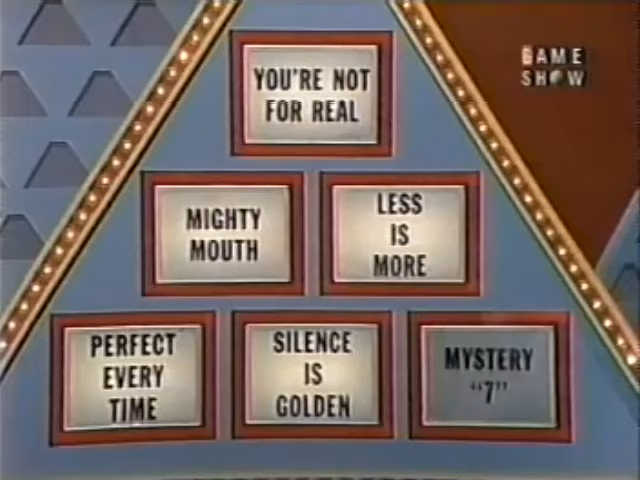 YOU'RE NOT
FOR REAL
GAME
SHOW
MIGHTY
MOUTH
LESS
IS
MORE
PERFECT
EVERY
TIME
SILENCE
IS
GOLDEN
MYSTERY
"7"